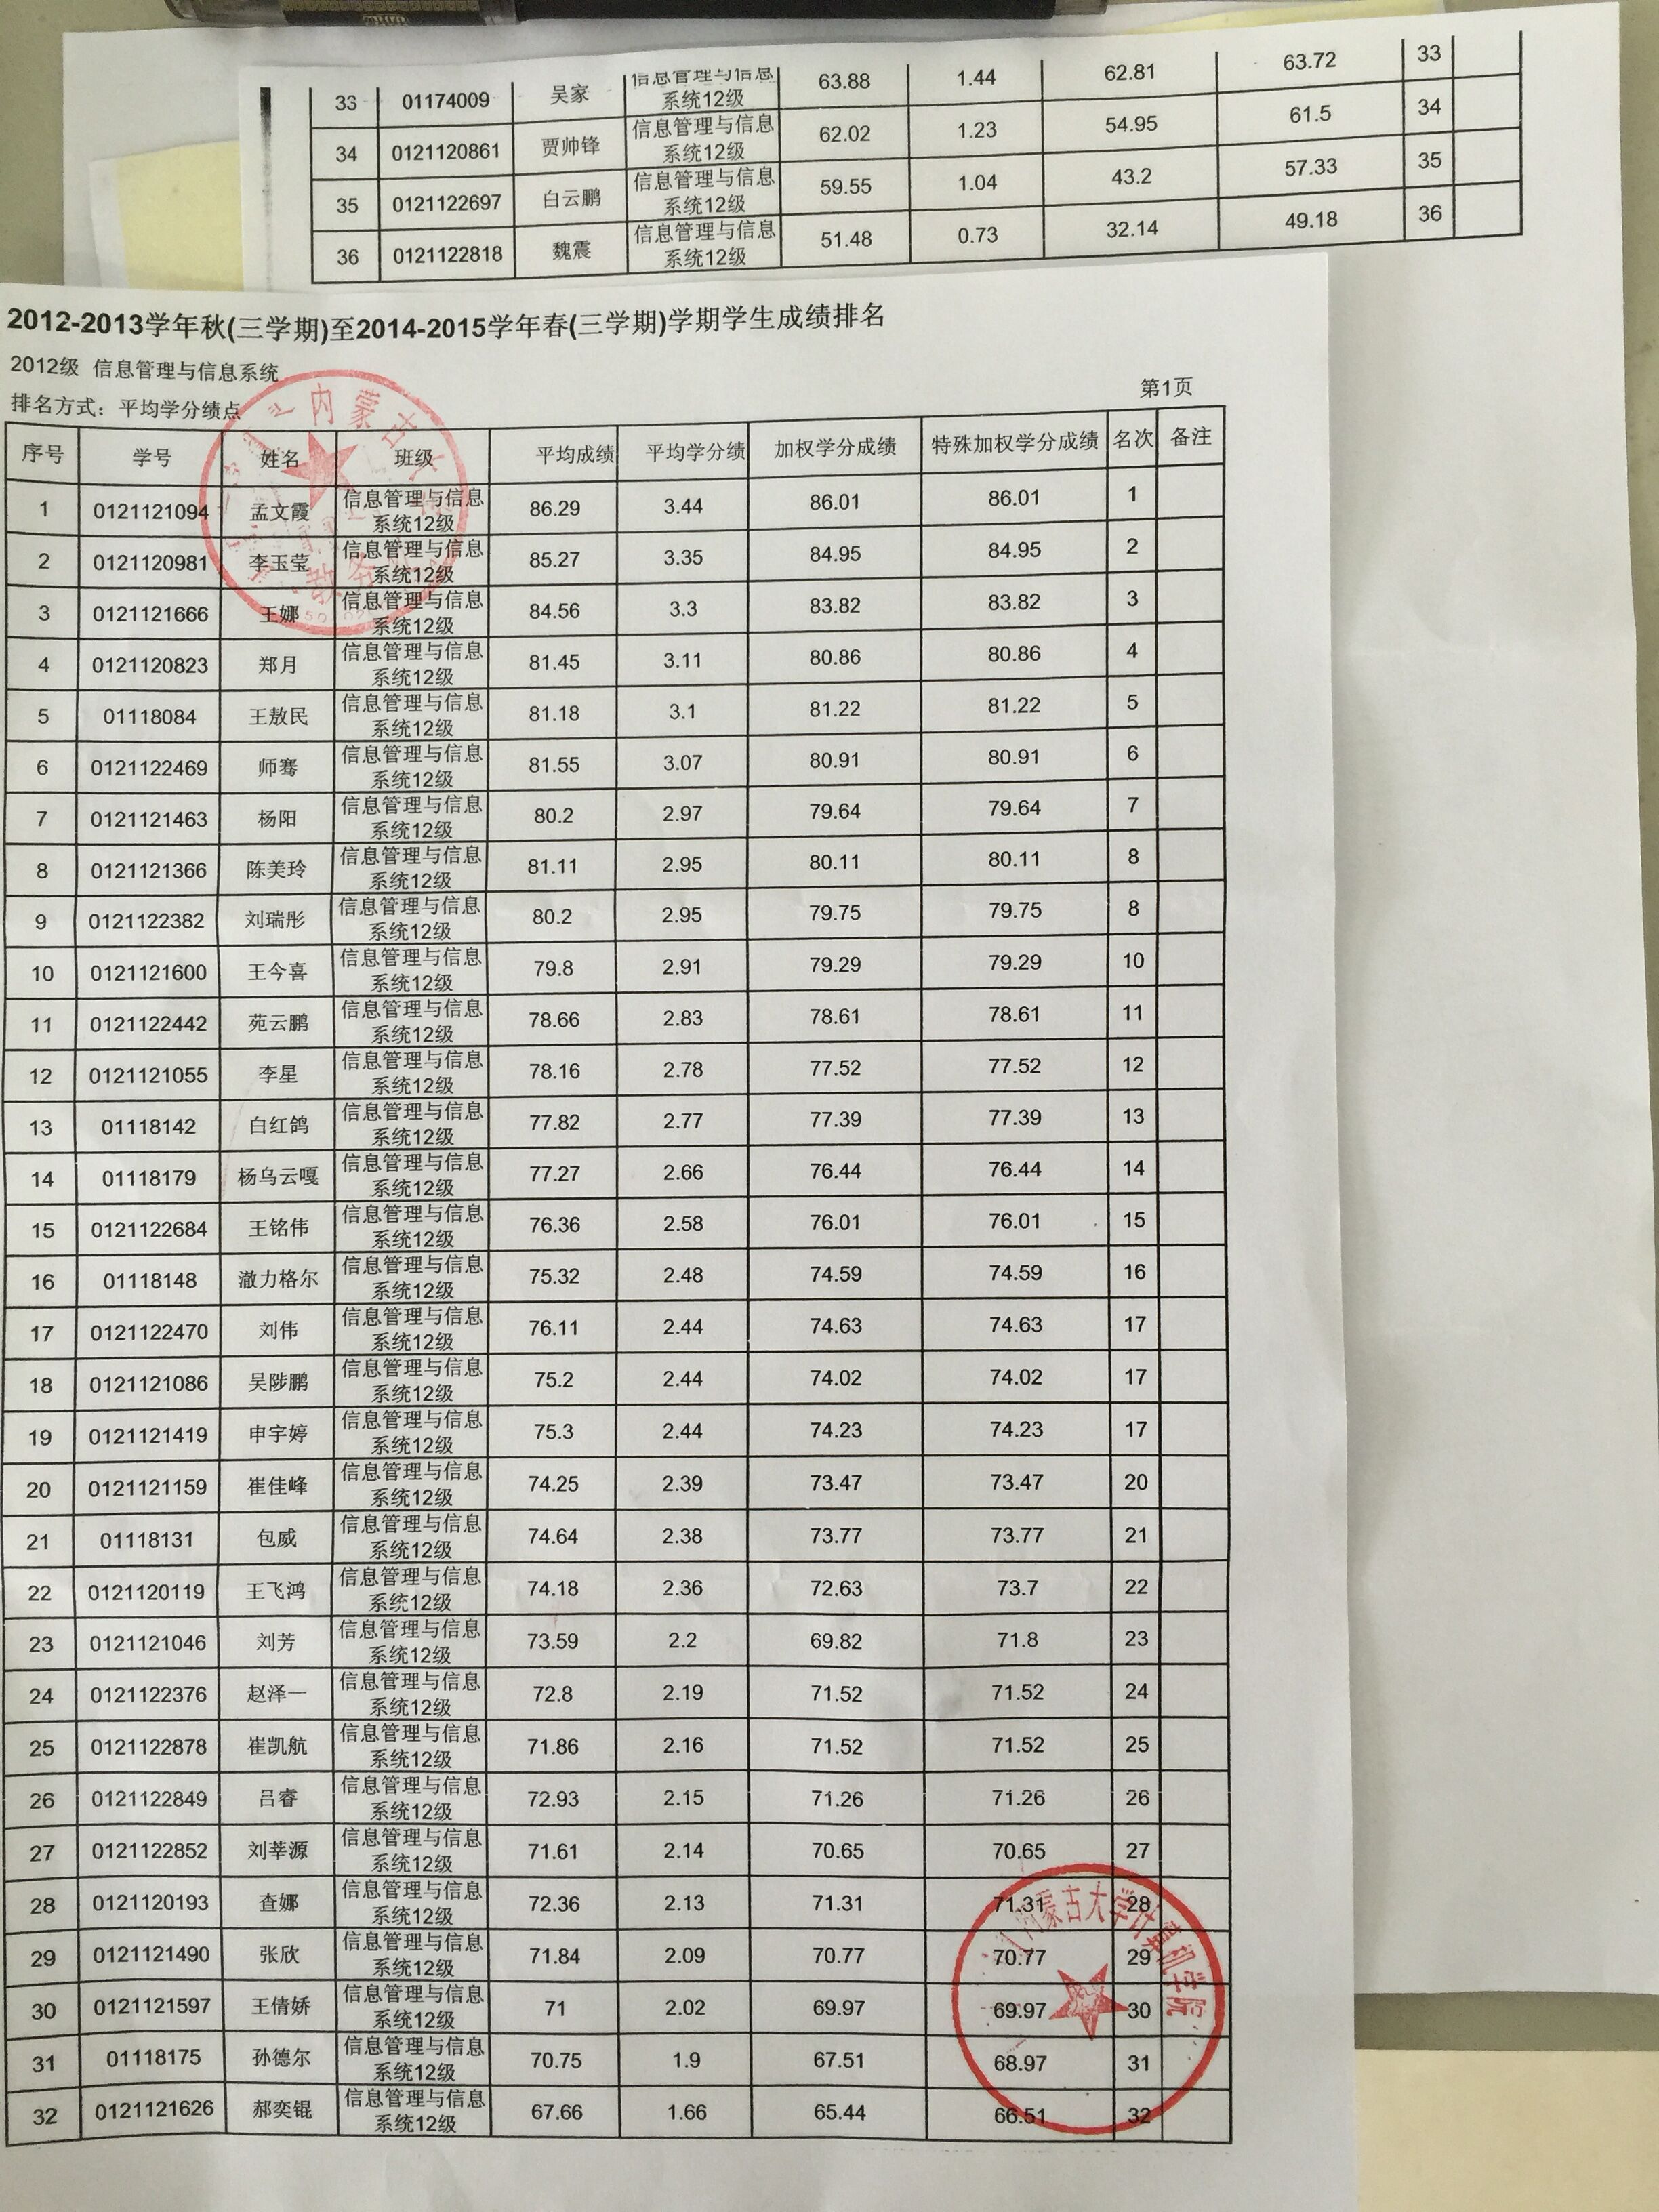 33 01174009 吴家 信息管理与信息系统12级 63.88 1.44 62.81 63.72 33
34 0121120861 贾帅锋 信息管理与信息系统12级 62.02 1.23 54.95 61.5 34
35 0121122697 白云鹏 信息管理与信息系统12级 59.55 1.04 43.2 57.33 35
36 0121122818 魏震 信息管理与信息系统12级 51.48 0.73 32.14 49.18 36
2012-2013学年秋(三学期)至2014-2015学年春(三学期)学期学生成绩排名
2012级 信息管理与信息系统
排名方式：平均学分绩点 第1页
序号 学号 姓名 班级 平均成绩 平均学分绩 加权学分成绩 特殊加权学分成绩 名次 备注
1 0121121094 孟文霞 信息管理与信息系统12级 86.29 3.44 86.01 86.01 1
2 0121120981 李玉莹 信息管理与信息系统12级 85.27 3.35 84.95 84.95 2
3 0121121666 王娜 信息管理与信息系统12级 84.56 3.3 83.82 83.82 3
4 0121120823 郑月 信息管理与信息系统12级 81.45 3.11 80.86 80.86 4
5 01118084 王敖民 信息管理与信息系统12级 81.18 3.1 81.22 81.22 5
6 0121122469 师骞 信息管理与信息系统12级 81.55 3.07 80.91 80.91 6
7 0121121463 杨阳 信息管理与信息系统12级 80.2 2.97 79.64 79.64 7
8 0121121366 陈美玲 信息管理与信息系统12级 81.11 2.95 80.11 80.11 8
9 0121122382 刘瑞彤 信息管理与信息系统12级 80.2 2.95 79.75 79.75 8
10 0121121600 王今喜 信息管理与信息系统12级 79.8 2.91 79.29 79.29 10
11 0121122442 苑云鹏 信息管理与信息系统12级 78.66 2.83 78.61 78.61 11
12 0121121055 李星 信息管理与信息系统12级 78.16 2.78 77.52 77.52 12
13 01118142 白红鸽 信息管理与信息系统12级 77.82 2.77 77.39 77.39 13
14 01118179 杨乌云嘎 信息管理与信息系统12级 77.27 2.66 76.44 76.44 14
15 0121122684 王铭伟 信息管理与信息系统12级 76.36 2.58 76.01 76.01 15
16 01118148 澈力格尔 信息管理与信息系统12级 75.32 2.48 74.59 74.59 16
17 0121122470 刘伟 信息管理与信息系统12级 76.11 2.44 74.63 74.63 17
18 0121121086 吴陟鹏 信息管理与信息系统12级 75.2 2.44 74.02 74.02 17
19 0121121419 申宇婷 信息管理与信息系统12级 75.3 2.44 74.23 74.23 17
20 0121121159 崔佳峰 信息管理与信息系统12级 74.25 2.39 73.47 73.47 20
21 01118131 包威 信息管理与信息系统12级 74.64 2.38 73.77 73.77 21
22 0121120119 王飞鸿 信息管理与信息系统12级 74.18 2.36 72.63 73.7 22
23 0121121046 刘芳 信息管理与信息系统12级 73.59 2.2 69.82 71.8 23
24 0121122376 赵泽一 信息管理与信息系统12级 72.8 2.19 71.52 71.52 24
25 0121122878 崔凯航 信息管理与信息系统12级 71.86 2.16 71.52 71.52 25
26 0121122849 吕睿 信息管理与信息系统12级 72.93 2.15 71.26 71.26 26
27 0121122852 刘莘源 信息管理与信息系统12级 71.61 2.14 70.65 70.65 27
28 0121120193 查娜 信息管理与信息系统12级 72.36 2.13 71.31 71.31 28
29 0121121490 张欣 信息管理与信息系统12级 71.84 2.09 70.77 70.77 29
30 0121121597 王倩娇 信息管理与信息系统12级 71 2.02 69.97 69.97 30
31 01118175 孙德尔 信息管理与信息系统12级 70.75 1.9 67.51 68.97 31
32 0121121626 郝奕锟 信息管理与信息系统12级 67.66 1.66 65.44 66.51 32
内蒙古大
教务
内蒙古大学计算机学院